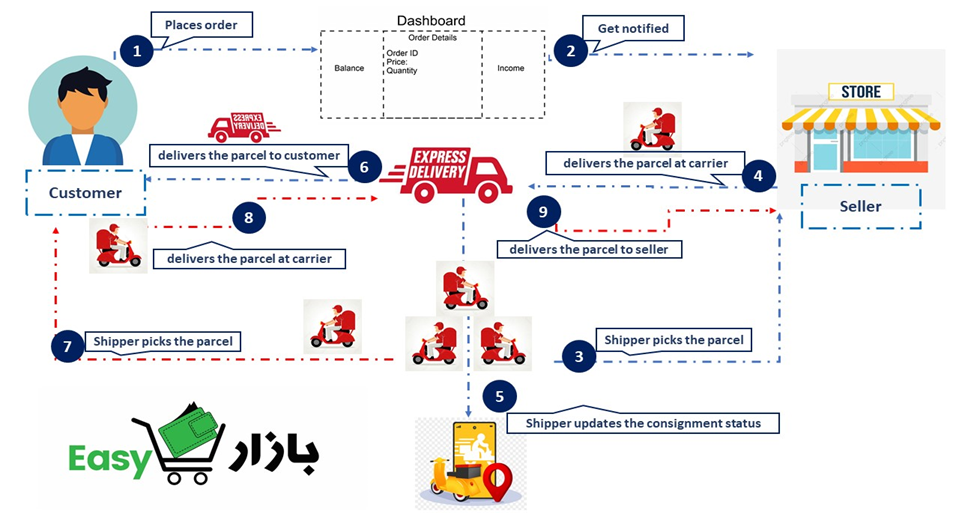 Dashboard
Places order
1
Order Details
Order ID
Price:
Quantity
Balance
Income
2
Get notified
STORE
EXPRESS
DELIVERY
delivers the parcel to customer
6
EXPRESS
DELIVERY
delivers the parcel at carrier
4
Customer
Seller
8
9
delivers the parcel at carrier
delivers the parcel to seller
7
Shipper picks the parcel
3
Shipper picks the parcel
5
Shipper updates the consignment status
Easy بازار